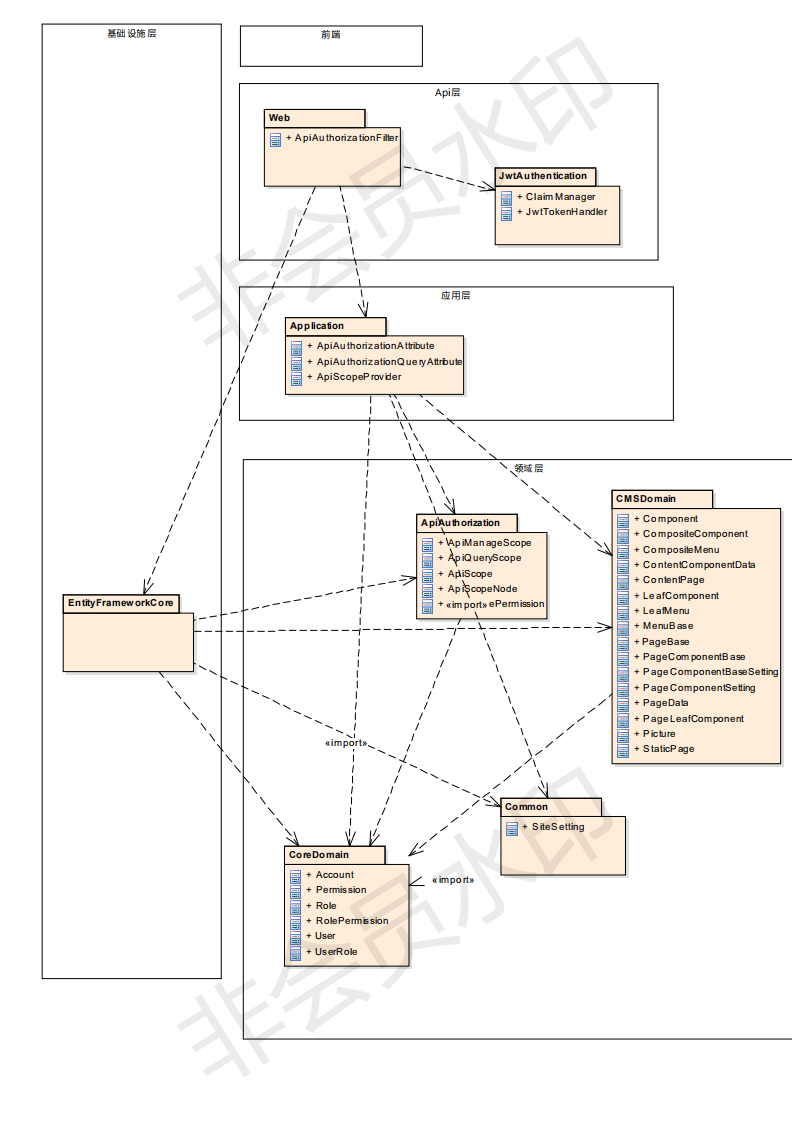 基础设施层
前端
Api层
Web
+ ApiAuthorizationFilter
JwtAuthentication
+ ClaimManager
+ JwtTokenHandler
应用层
Application
+ ApiAuthorizationAttribute
+ ApiAuthorizationQueryAttribute
+ ApiScopeProvider
领域层
ApiAuthorization
+ ApiManageScope
+ ApiQueryScope
+ ApiScope
+ ApiScopeNode
+ «import» ePermission
CMSDomain
+ Component
+ CompositeComponent
+ CompositeMenu
+ ContentComponentData
+ ContentPage
+ LeafComponent
+ LeafMenu
+ MenuBase
+ PageBase
+ PageComponentBase
+ PageComponentBaseSetting
+ PageComponentSetting
+ PageData
+ PageLeafComponent
+ Picture
+ StaticPage
EntityFrameworkCore
«import»
Common
+ SiteSetting
CoreDomain
+ Account
+ Permission
+ Role
+ RolePermission
+ User
+ UserRole
«import»
非会员水印
非会员水印